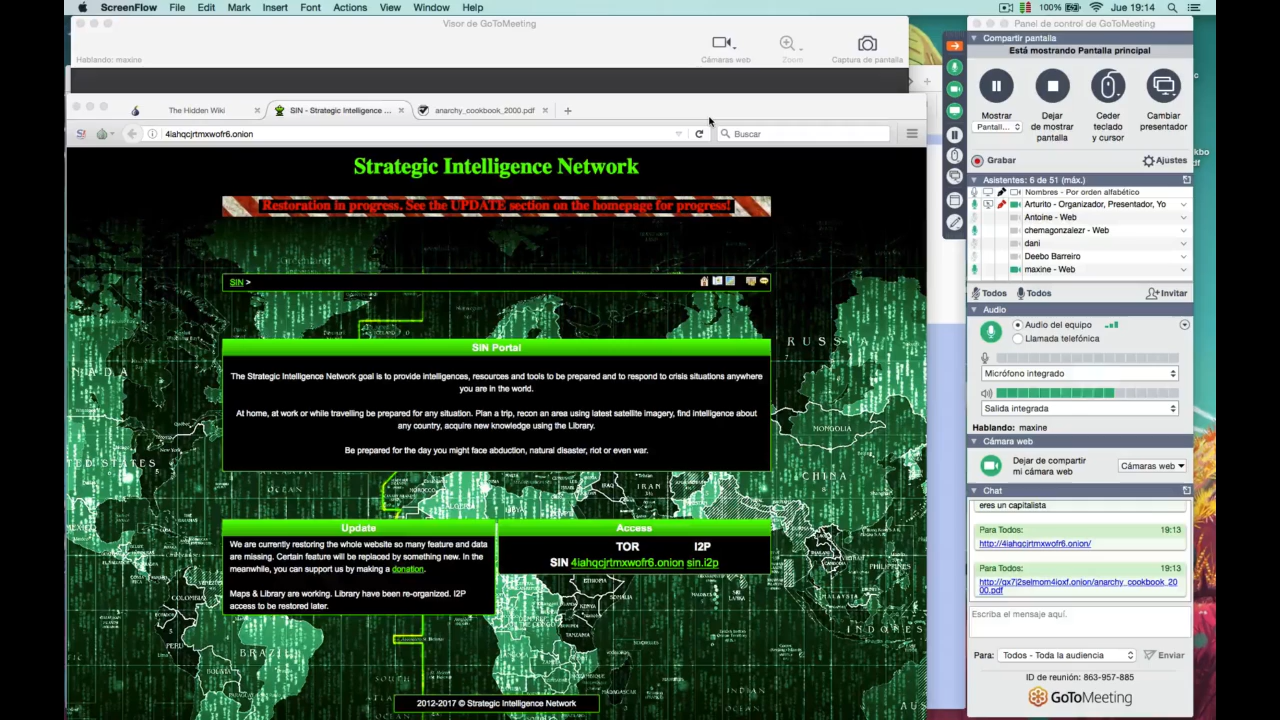 ScreenFlow File Edit Mark Insert Font Actions View Window Help
100% Jue 19:14
Visor de GoToMeeting
Hablando: maxine
Cámaras web
Zoom
Captura de pantalla
The Hidden Wiki
SIN - Strategic Intelligence ...
anarchy_cookbook_2000.pdf
4iahqcjrtmxwofr6.onion
Buscar
Strategic Intelligence Network
Restoration in progress. See the UPDATE section on the homepage for progress!
SIN >
SIN Portal
The Strategic Intelligence Network goal is to provide intelligences, resources and tools to be prepared and to respond to crisis situations anywhere
you are in the world.
At home, at work or while travelling be prepared for any situation. Plan a trip, recon an area using latest satellite imagery, find intelligence about
any country, acquire new knowledge using the Library.
Be prepared for the day you might face abduction, natural disaster, riot or even war.
Update
We are currently restoring the whole website so many feature and data
are missing. Certain feature will be replaced by something new. In the
meanwhile, you can support us by making a donation.
Maps & Library are working. Library have been re-organized. I2P
access to be restored later.
Access
TOR I2P
SIN 4iahqcjrtmxwofr6.onion sin.i2p
RUSS
MONGOLIA
CHINA
IRAN
BRAZIL
PERU
BOLIVIA
TANZANIA
INDIAN
2012-2017 © Strategic Intelligence Network
Panel de control de GoToMeeting
Compartir pantalla
Está mostrando Pantalla principal
Mostrar
Pantall...
Dejar
de mostrar
pantalla
Ceder
teclado
y cursor
Cambiar
presentador
Grabar
Ajustes
Asistentes: 6 de 51 (máx.)
Nombres - Por orden alfabético
Arturito - Organizador, Presentador, Yo
Antoine - Web
chemagonzalezr - Web
dani
Deebo Barreiro
maxine - Web
Todos Todos Invitar
Audio
Audio del equipo
Llamada telefónica
Micrófono integrado
Salida integrada
Hablando: maxine
Cámara web
Dejar de compartir
mi cámara web
Cámaras web
Chat
eres un capitalista
Para Todos: 19:13
http://4iahqcjrtmxwofr6.onion/
Para Todos: 19:13
http://qx7j2selmom4ioxf.onion/anarchy_cookbook_20
00.pdf
Escriba el mensaje aquí.
Para: Todos - Toda la audiencia Enviar
ID de reunión: 863-957-885
GoToMeeting